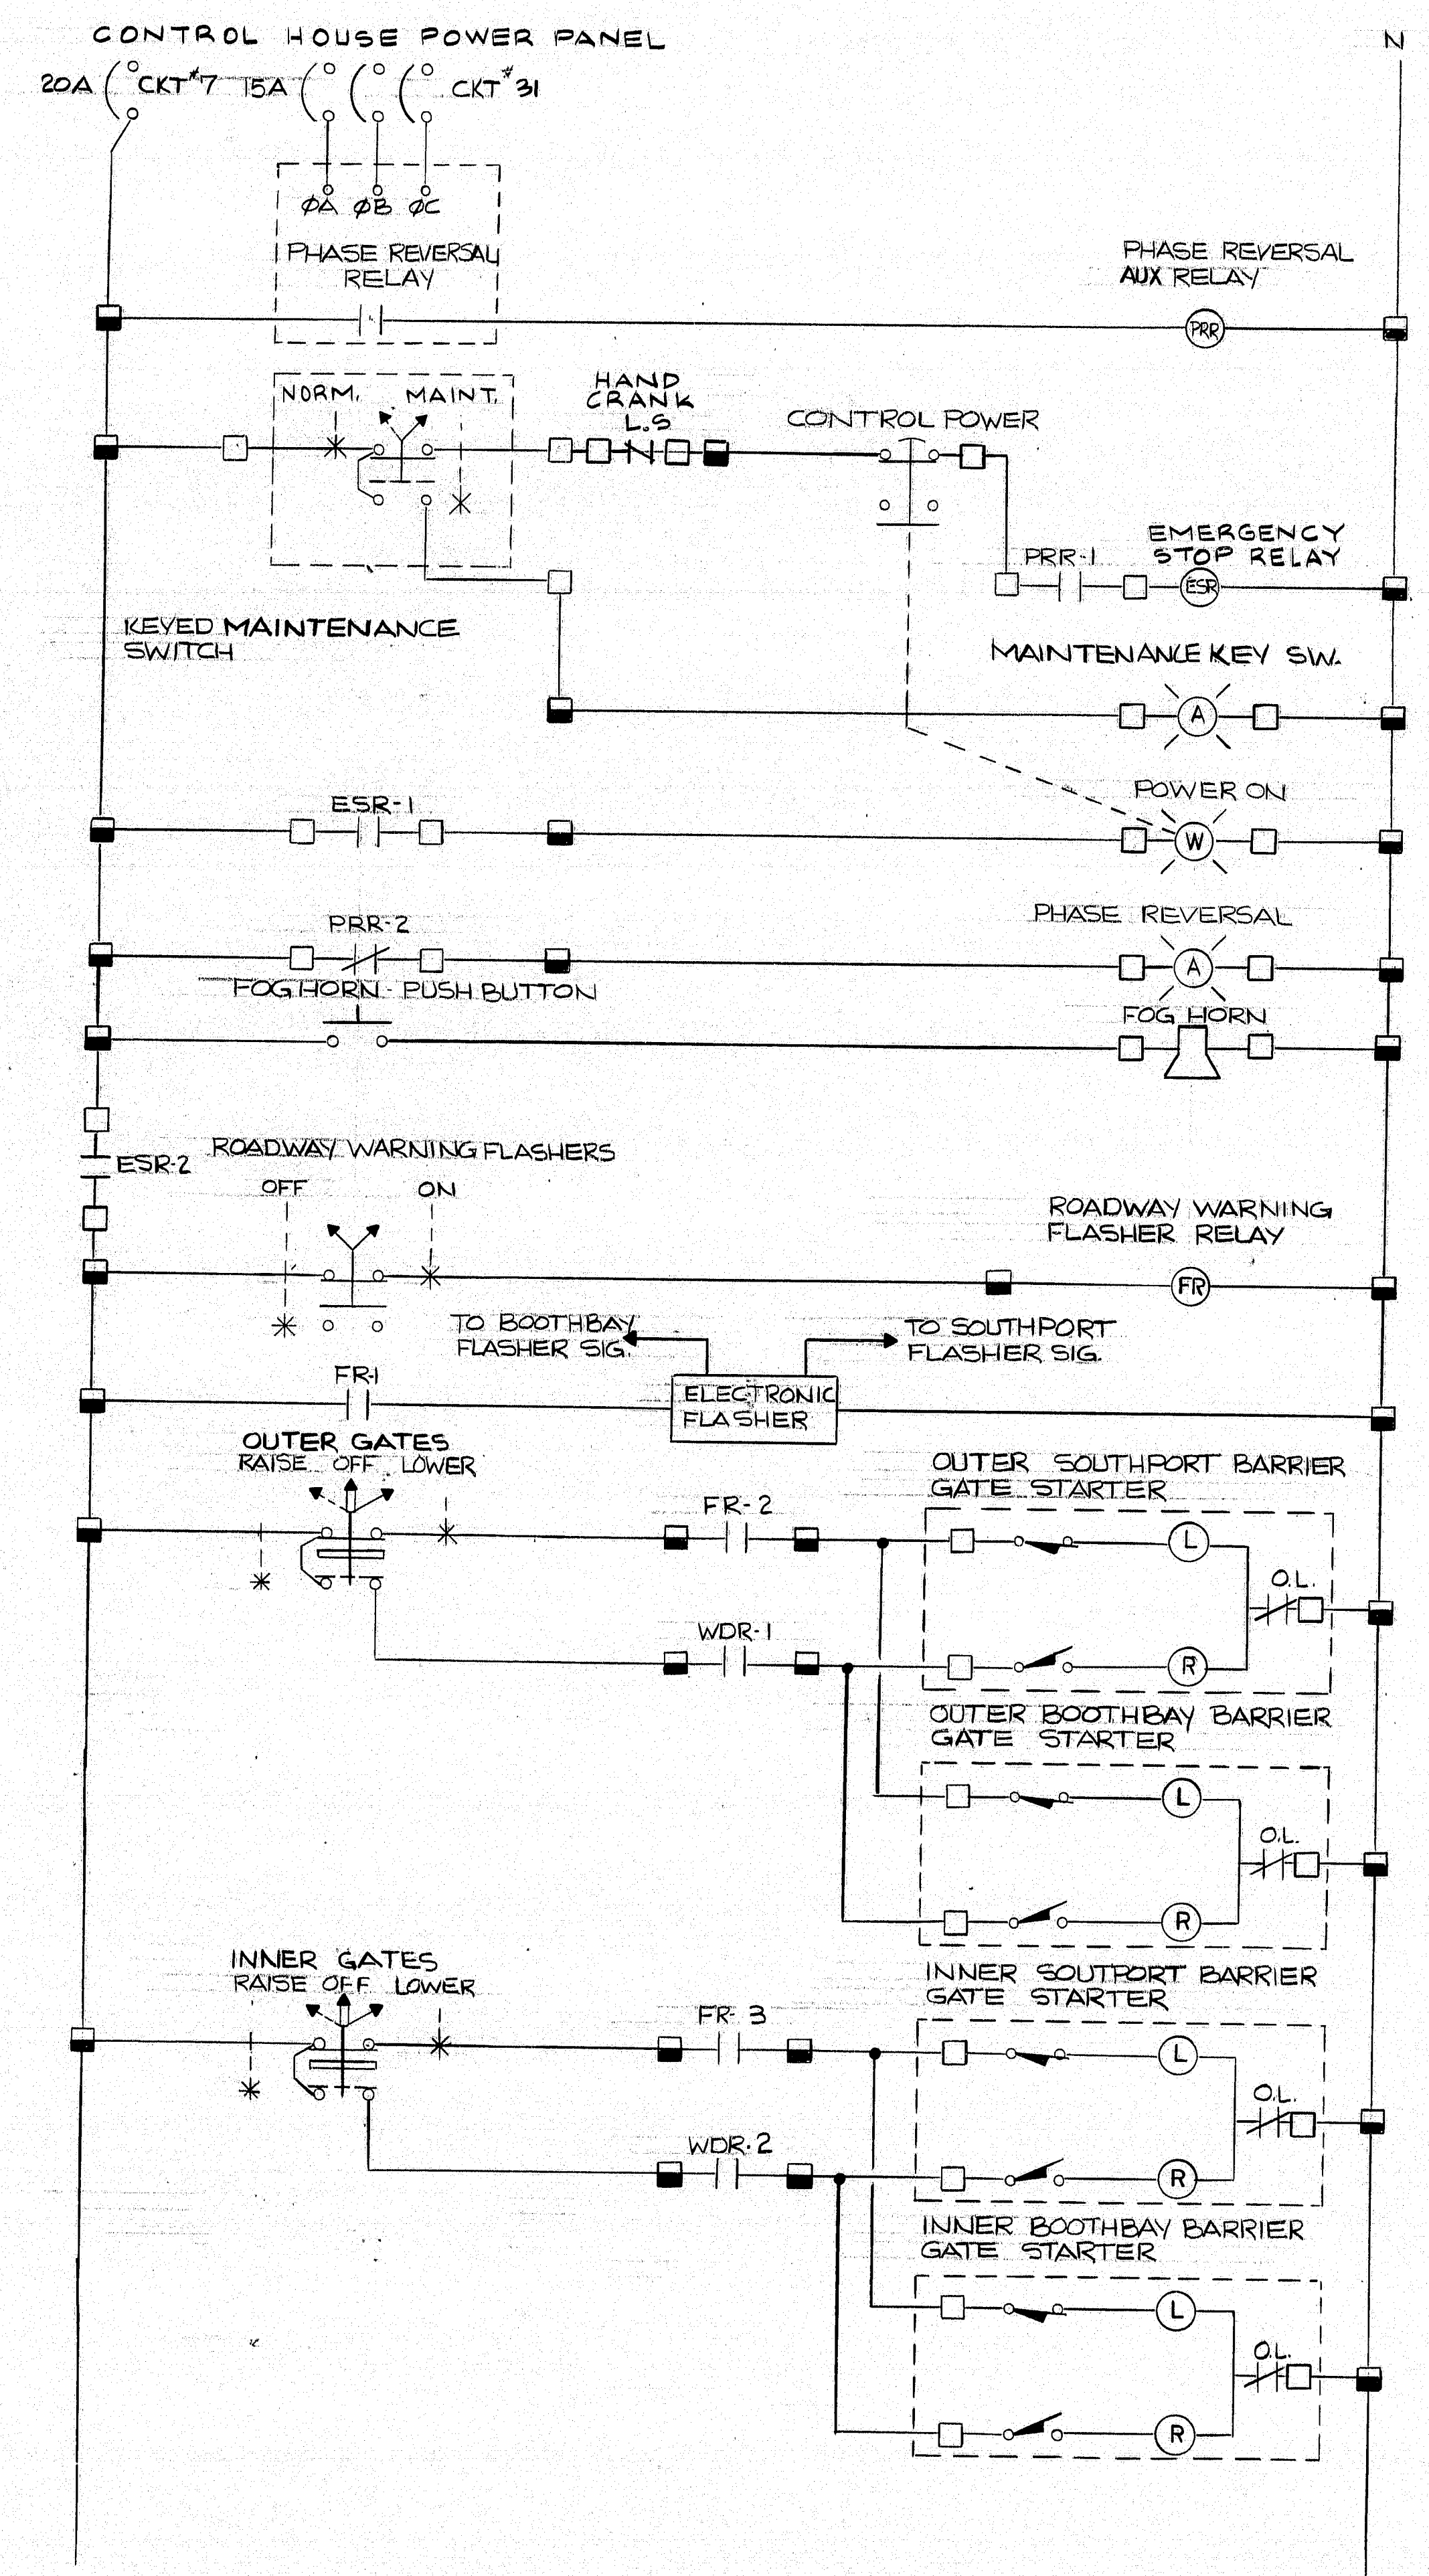 CONTROL HOUSE POWER PANEL
N
20A CKT #7 15A CKT #31
ØA ØB ØC
PHASE REVERSAL
RELAY
PHASE REVERSAL
AUX RELAY
PRR
NORM. MAINT.
HAND
CRANK
L.S
CONTROL POWER
PRR-1
EMERGENCY
STOP RELAY
ESR
KEYED MAINTENANCE
SWITCH
MAINTENANCE KEY SW.
A
ESR-1
POWER ON
W
PRR-2
PHASE REVERSAL
A
FOG HORN - PUSH BUTTON
FOG HORN
ESR-2
ROADWAY WARNING FLASHERS
OFF ON
ROADWAY WARNING
FLASHER RELAY
FR
TO BOOTHBAY
FLASHER SIG.
TO SOUTHPORT
FLASHER SIG.
FR-1
ELECTRONIC
FLASHER
OUTER GATES
RAISE OFF LOWER
FR-2
OUTER SOUTHPORT BARRIER
GATE STARTER
L
O.L.
WDR-1
R
OUTER BOOTHBAY BARRIER
GATE STARTER
L
O.L.
R
INNER GATES
RAISE OFF LOWER
FR-3
INNER SOUTPORT BARRIER
GATE STARTER
L
O.L.
WDR-2
R
INNER BOOTHBAY BARRIER
GATE STARTER
L
O.L.
R